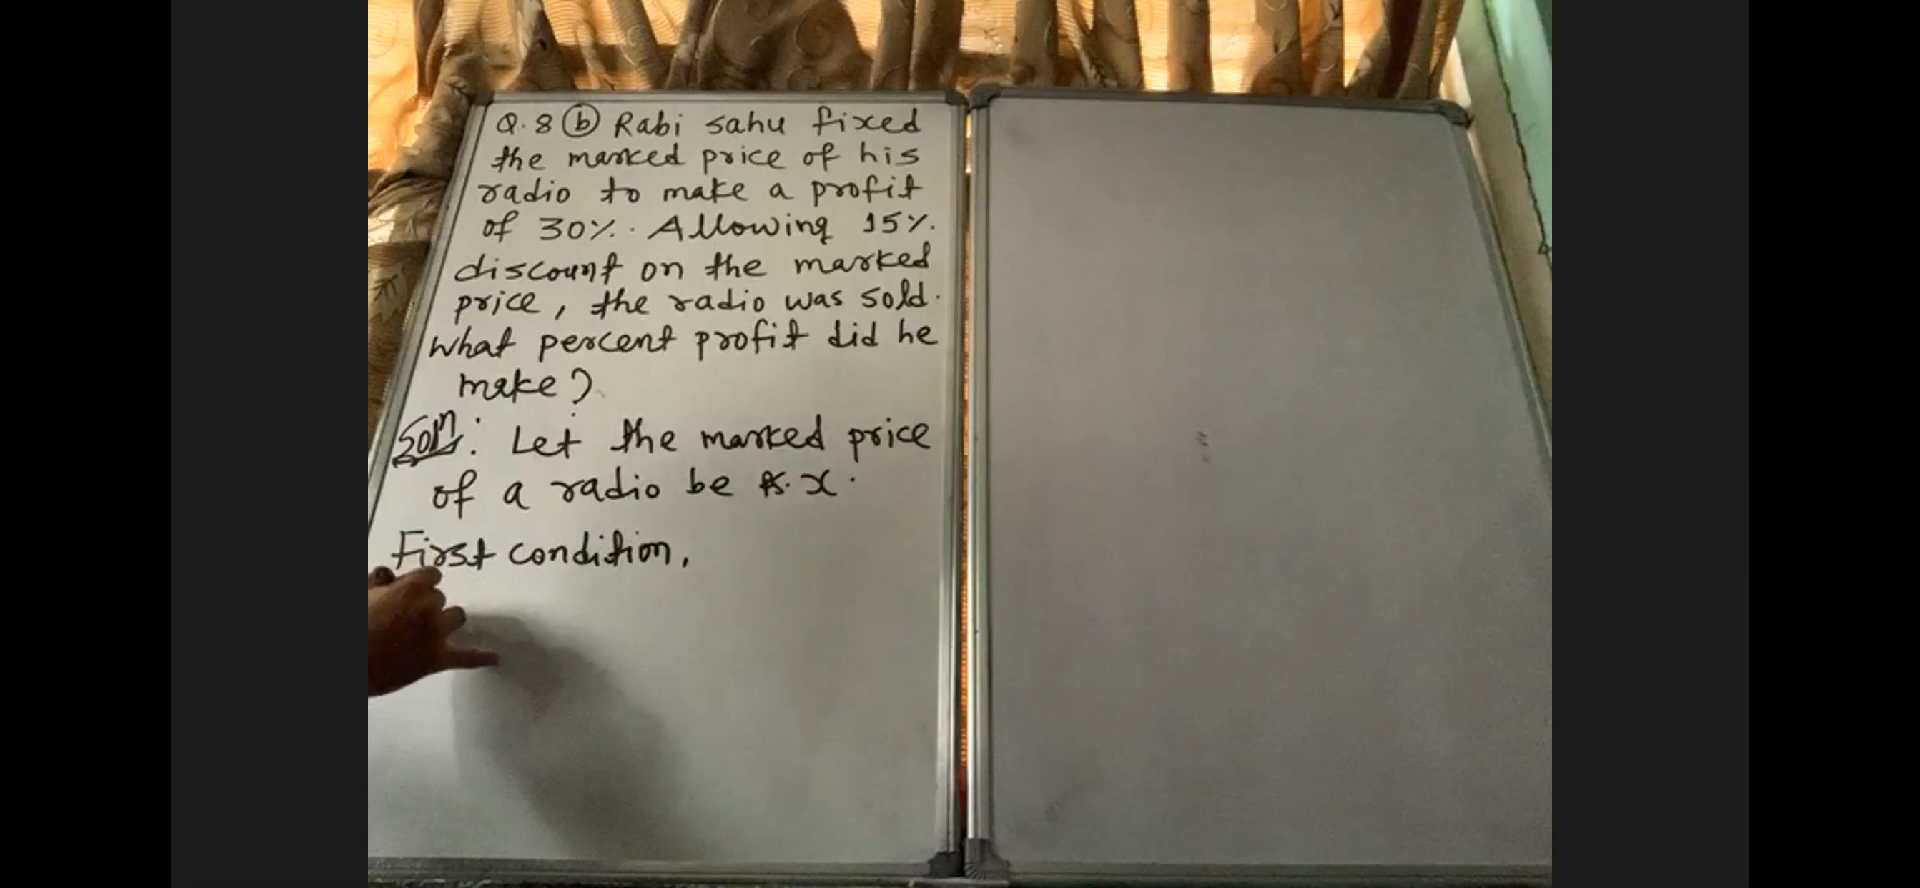 Q.8 (b) Rabi sahu fixed
the marked price of his
radio to make a profit
of 30%. Allowing 15%
discount on the marked
price, the radio was sold.
what percent profit did he
make?
Soln: Let the marked price
of a radio be Rs. x.
First condition,